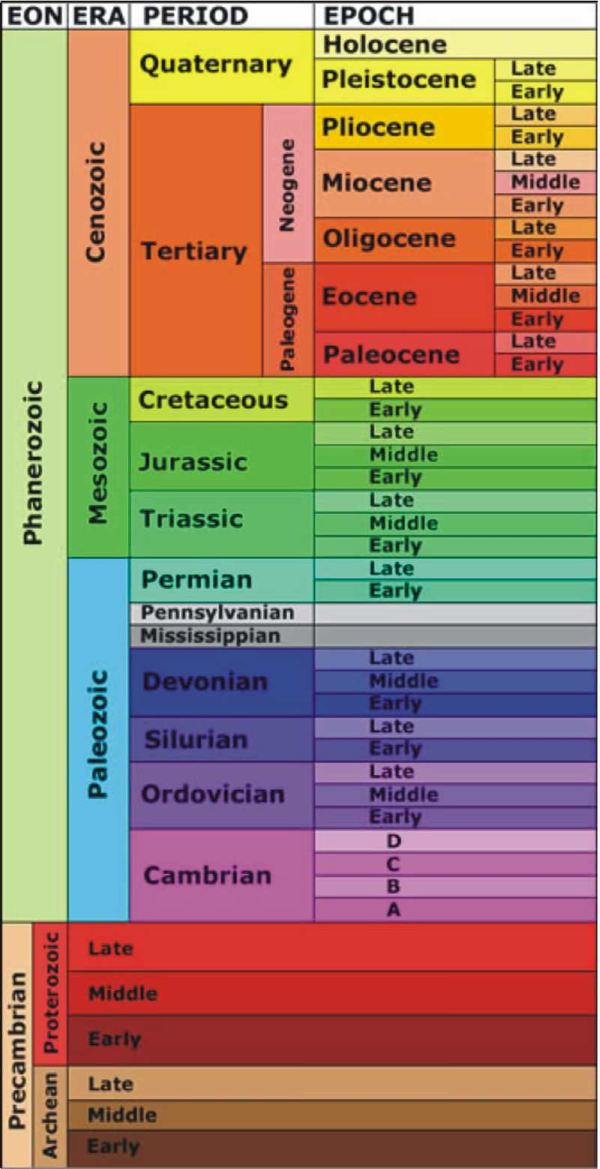 EON ERA PERIOD EPOCH
Phanerozoic
Cenozoic
Quaternary
Holocene
Pleistocene
Late
Early
Tertiary
Neogene
Pliocene
Late
Early
Miocene
Late
Middle
Early
Oligocene
Late
Early
Paleogene
Eocene
Late
Middle
Early
Paleocene
Late
Early
Mesozoic
Cretaceous
Late
Early
Jurassic
Late
Middle
Early
Triassic
Late
Middle
Early
Paleozoic
Permian
Late
Early
Pennsylvanian
Mississippian
Devonian
Late
Middle
Early
Silurian
Late
Early
Ordovician
Late
Middle
Early
Cambrian
D
C
B
A
Precambrian
Proterozoic
Late
Middle
Early
Archean
Late
Middle
Early